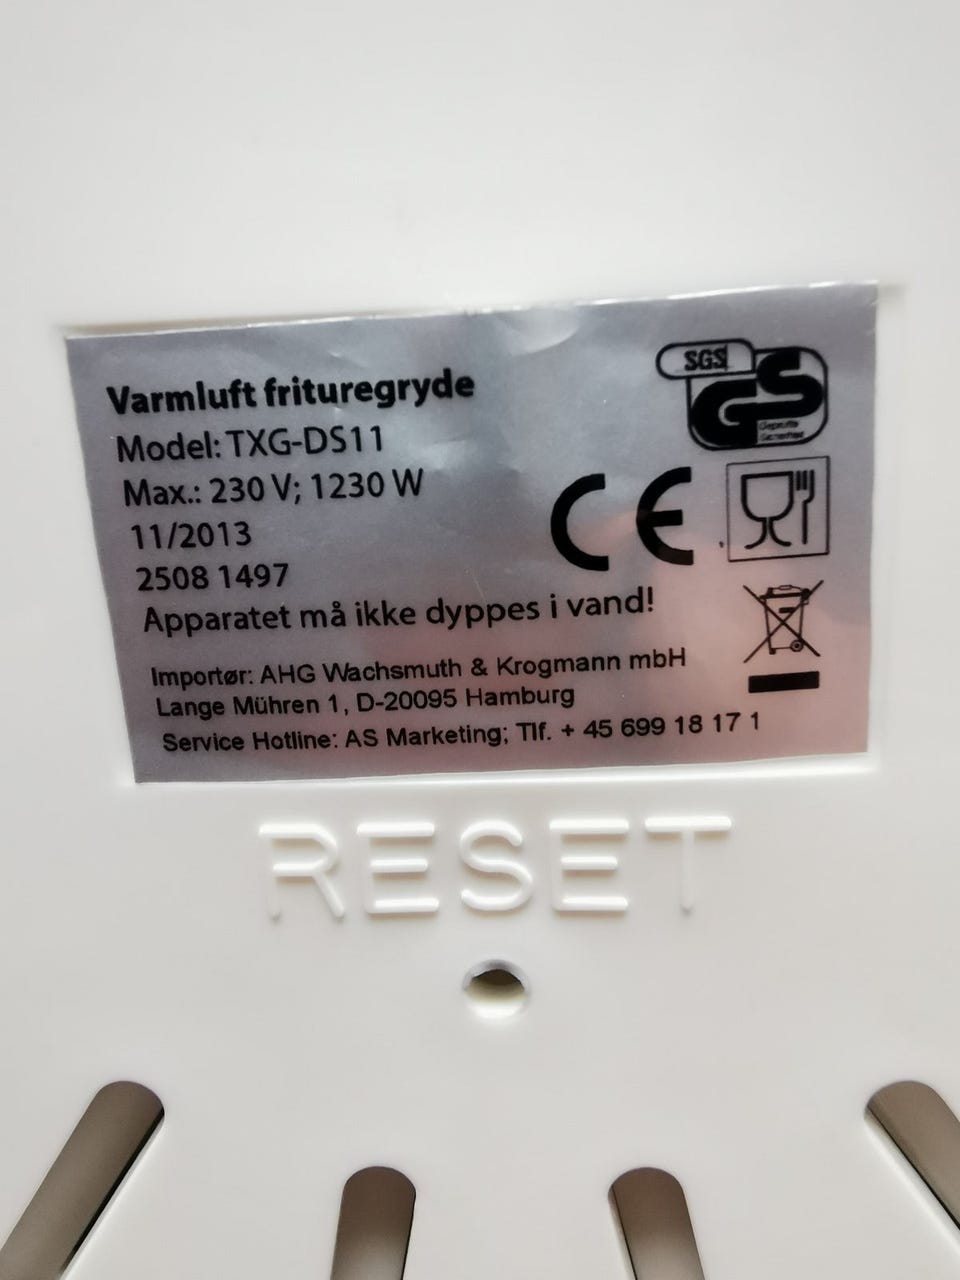 Varmluft frituregryde
Model: TXG-DS11
Max.: 230 V; 1230 W
11/2013
2508 1497
Apparatet må ikke dyppes i vand!
Importør: AHG Wachsmuth & Krogmann mbH
Lange Mühren 1, D-20095 Hamburg
Service Hotline: AS Marketing; Tlf. + 45 699 18 17 1
SGS
GS
Geprüfte
Sicherheit
CE
RESET